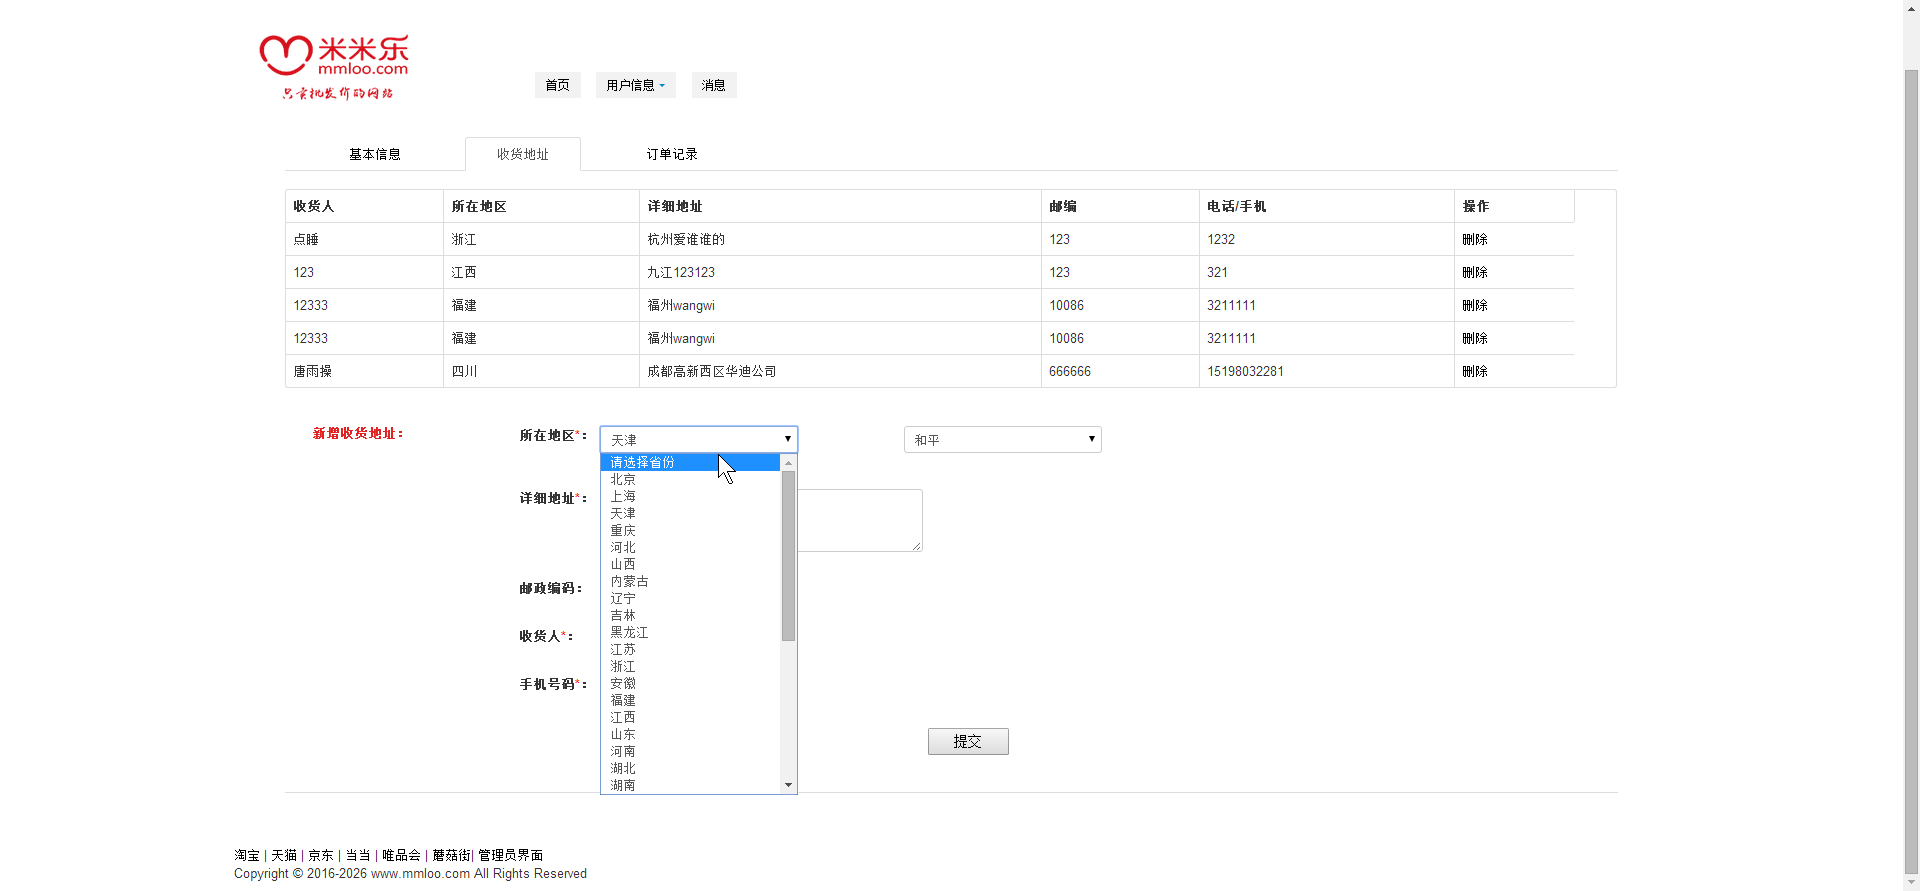 米米乐
mmloo.com
只卖批发价的网站
首页 用户信息 消息
基本信息 收货地址 订单记录
收货人 所在地区 详细地址 邮编 电话/手机 操作
点睡 浙江 杭州爱谁谁的 123 1232 删除
123 江西 九江123123 123 321 删除
12333 福建 福州wangwi 10086 3211111 删除
12333 福建 福州wangwi 10086 3211111 删除
唐雨操 四川 成都高新西区华迪公司 666666 15198032281 删除
新增收货地址： 所在地区*： 天津 和平
请选择省份
北京
上海
详细地址*：
天津
重庆
河北
山西
内蒙古
邮政编码：
辽宁
吉林
黑龙江
收货人*：
江苏
浙江
安徽
手机号码*：
福建
江西
山东
提交
河南
湖北
湖南
淘宝 | 天猫 | 京东 | 当当 | 唯品会 | 蘑菇街| 管理员界面
Copyright © 2016-2026 www.mmloo.com All Rights Reserved